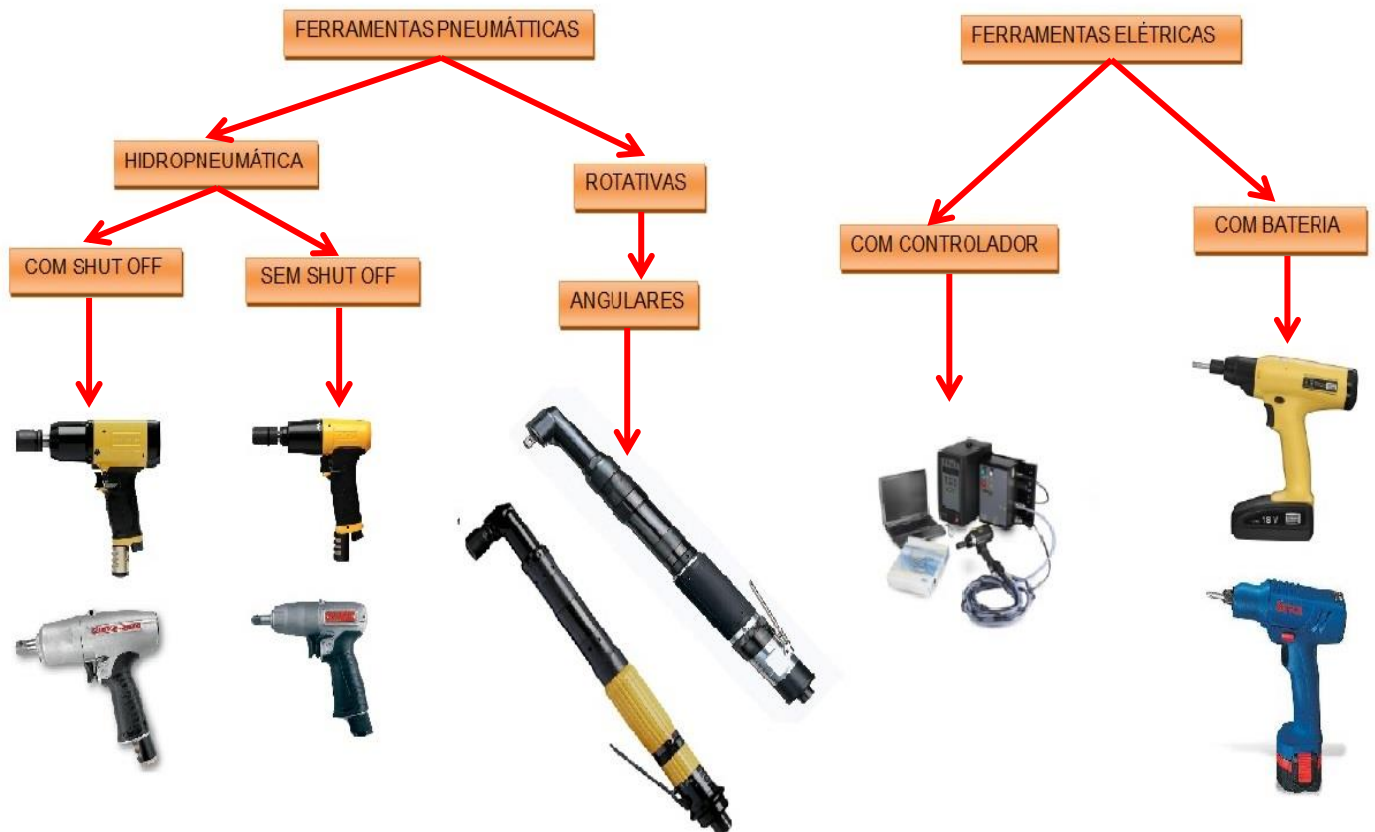 FERRAMENTAS PNEUMÁTTICAS
FERRAMENTAS ELÉTRICAS
HIDROPNEUMÁTICA
ROTATIVAS
COM CONTROLADOR
COM BATERIA
COM SHUT OFF
SEM SHUT OFF
ANGULARES
18 V